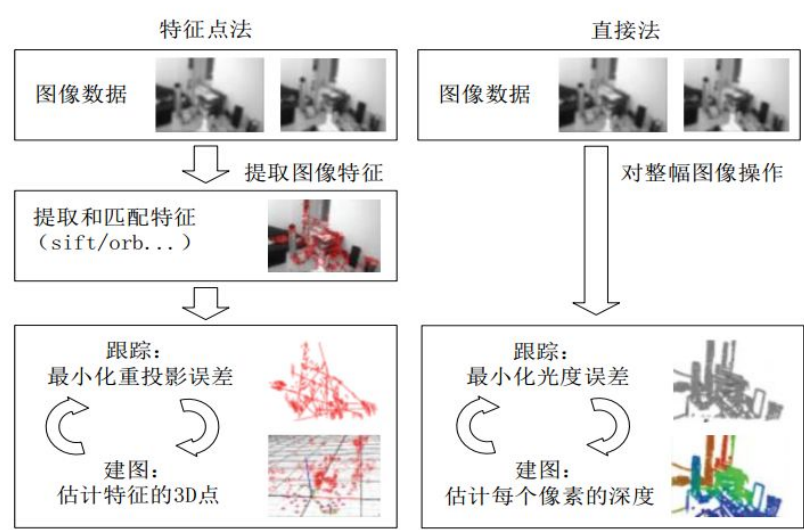 特征点法
图像数据
提取图像特征
提取和匹配特征
（sift/orb...）
跟踪：
最小化重投影误差
建图：
估计特征的3D点
直接法
图像数据
对整幅图像操作
跟踪：
最小化光度误差
建图：
估计每个像素的深度